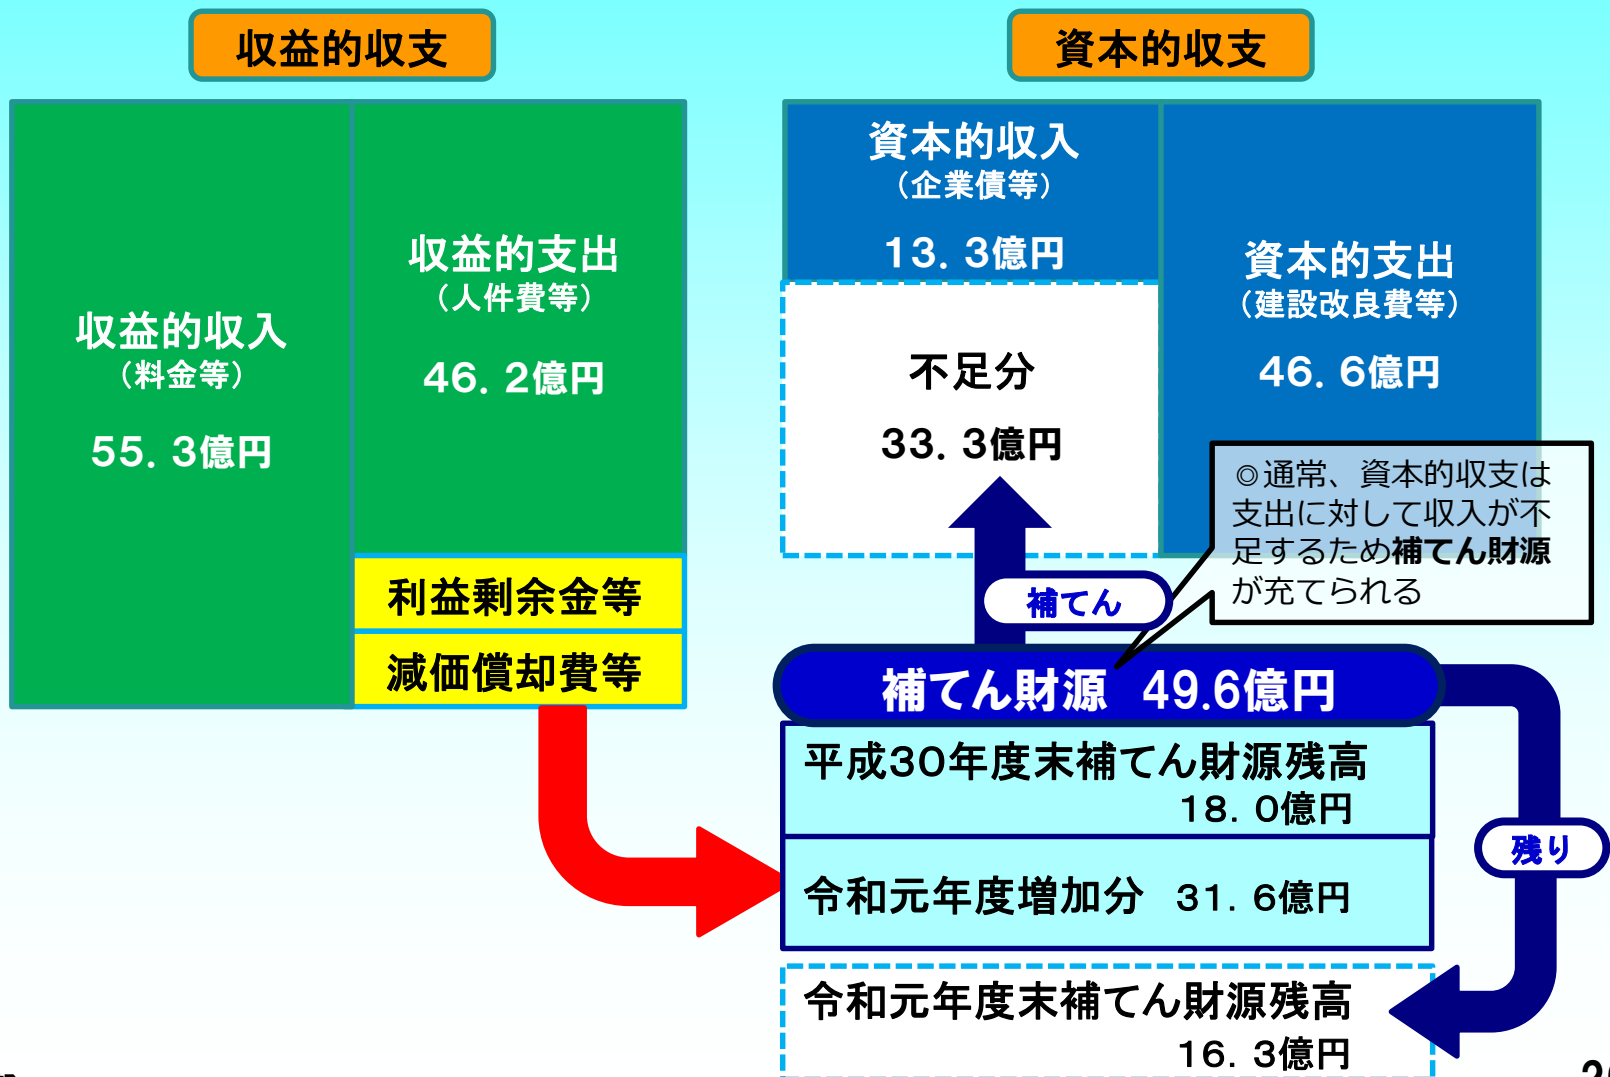 収益的収支
資本的収支
収益的収入
（料金等）
55．3億円
収益的支出
（人件費等）
46．2億円
利益剰余金等
減価償却費等
資本的収入
（企業債等）
13．3億円
不足分
33．3億円
資本的支出
（建設改良費等）
46．6億円
◎通常、資本的収支は
支出に対して収入が不
足するため補てん財源
が充てられる
補てん
補てん財源　49.6億円
平成30年度末補てん財源残高
18．0億円
令和元年度増加分　31．6億円
残り
令和元年度末補てん財源残高
16．3億円